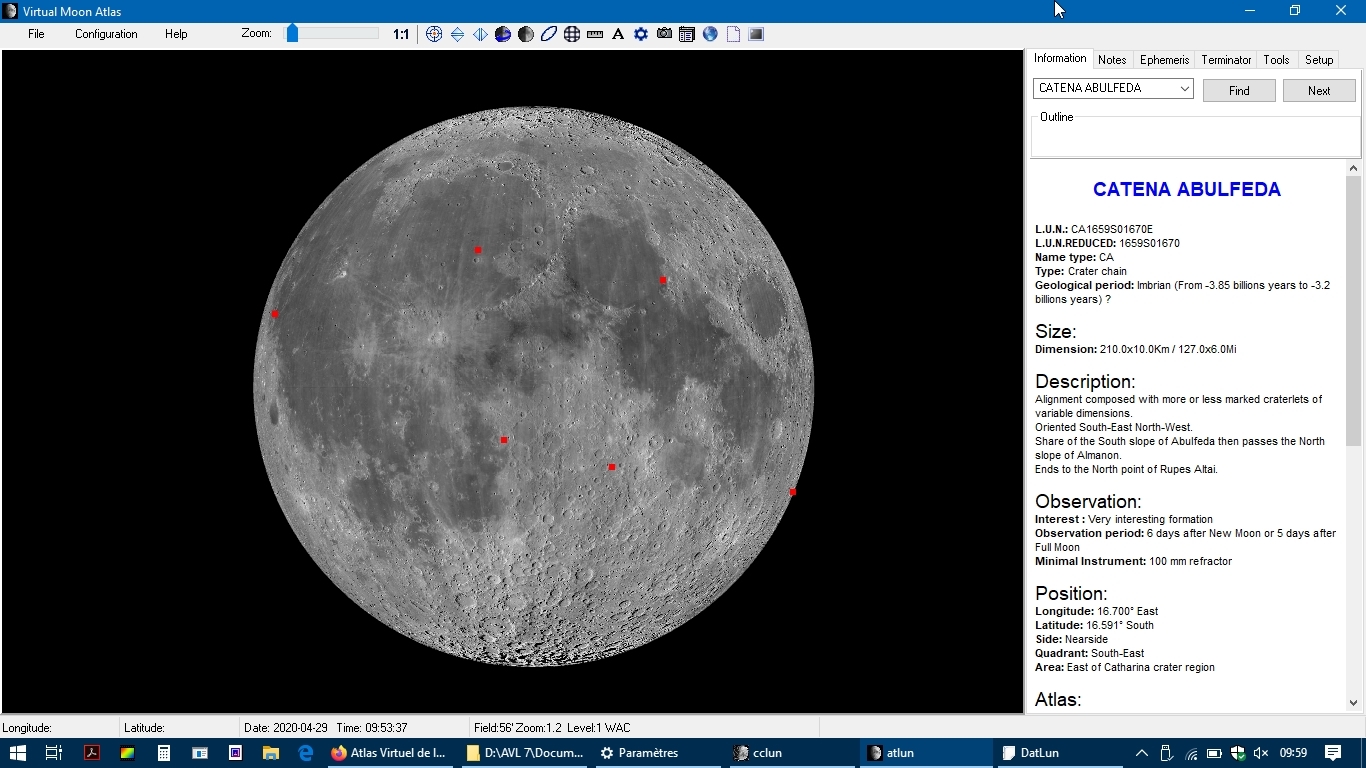 Virtual Moon Atlas
File Configuration Help Zoom: 1:1 A
Information Notes Ephemeris Terminator Tools Setup
CATENA ABULFEDA Find Next
Outline
CATENA ABULFEDA
L.U.N.: CA1659S01670E
L.U.N.REDUCED: 1659S01670
Name type: CA
Type: Crater chain
Geological period: Imbrian (From -3.85 billions years to -3.2
billions years) ?
Size:
Dimension: 210.0x10.0Km / 127.0x6.0Mi
Description:
Alignment composed with more or less marked craterlets of
variable dimensions.
Oriented South-East North-West.
Share of the South slope of Abulfeda then passes the North
slope of Almanon.
Ends to the North point of Rupes Altai.
Observation:
Interest : Very interesting formation
Observation period: 6 days after New Moon or 5 days after
Full Moon
Minimal Instrument: 100 mm refractor
Position:
Longitude: 16.700° East
Latitude: 16.591° South
Side: Nearside
Quadrant: South-East
Area: East of Catharina crater region
Atlas:
Longitude: Latitude: Date: 2020-04-29 Time: 09:53:37 Field:56' Zoom:1.2 Level:1 WAC
Atlas Virtuel de l... D:\AVL 7\Docum... Paramètres cclun atlun DatLun 09:59